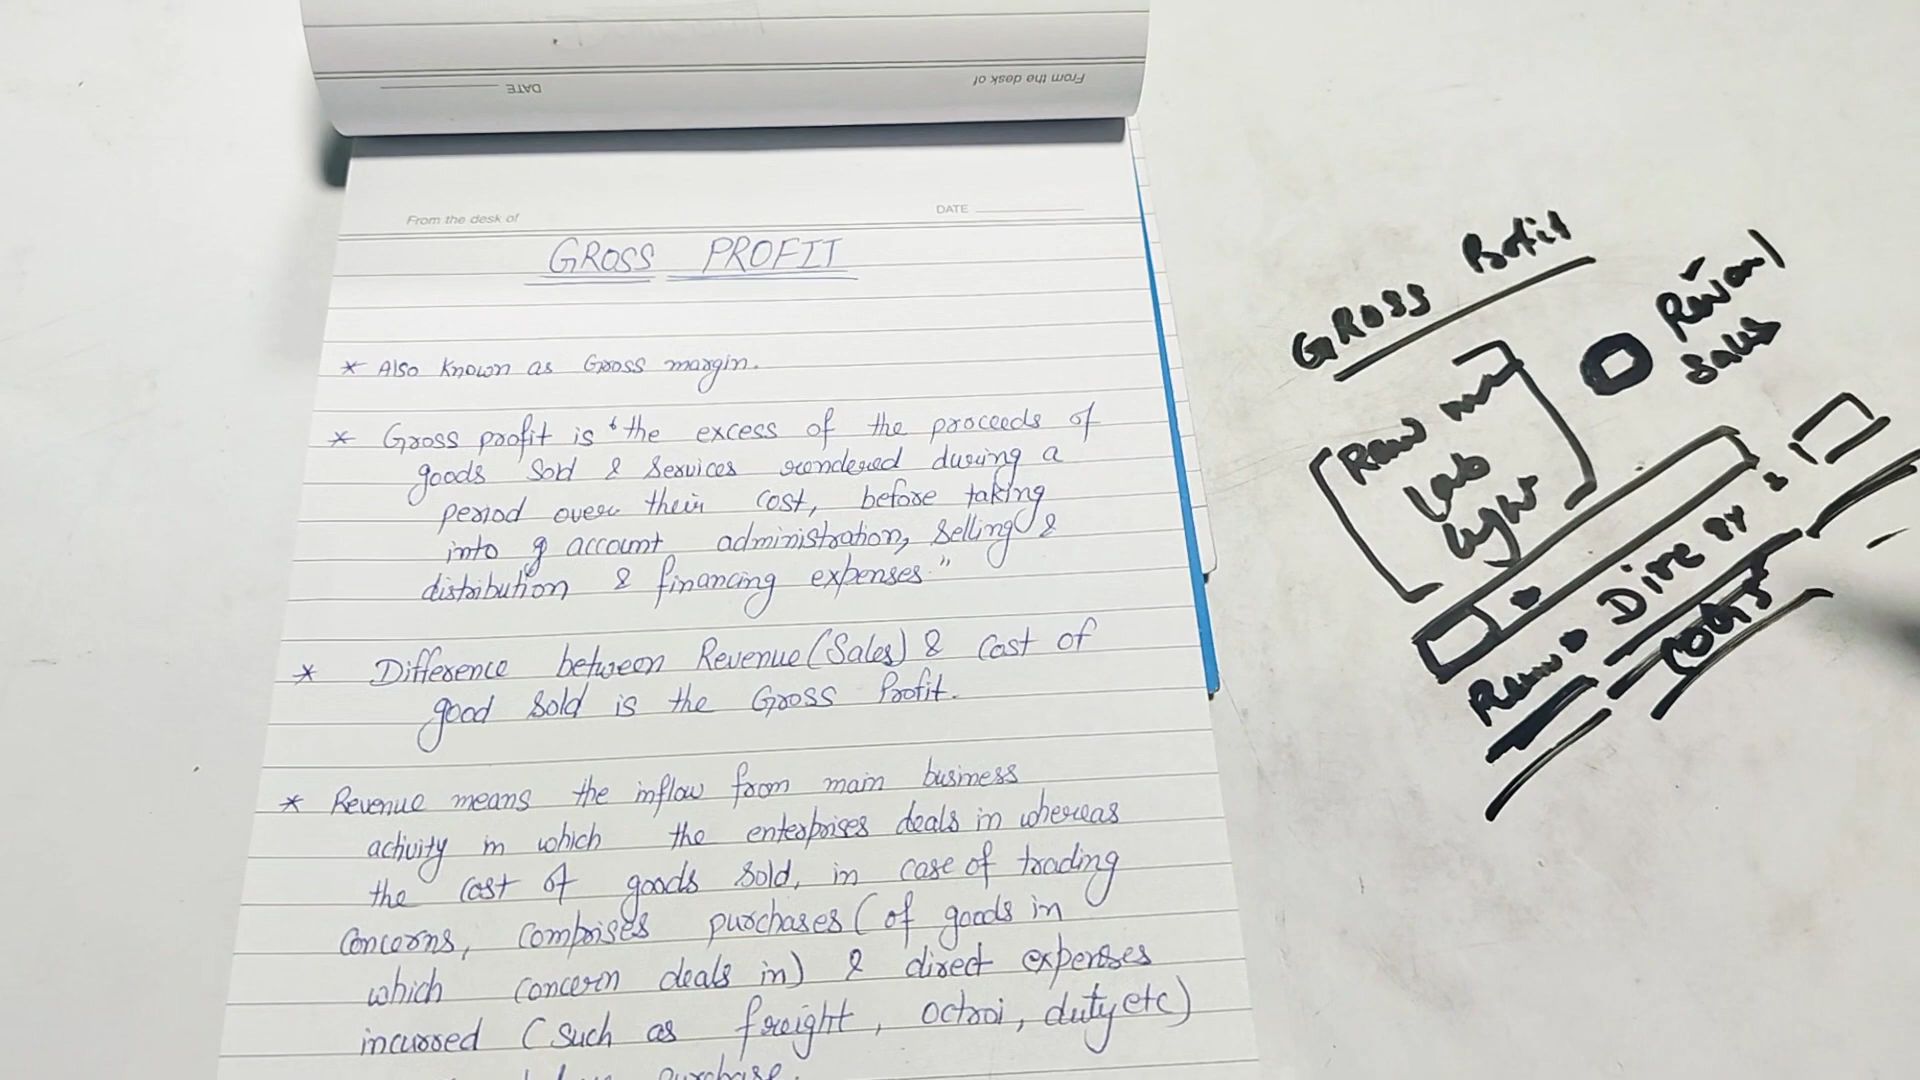 DATE
From the desk of
From the desk of
DATE
GROSS PROFIT
* Also known as Gross margin.
* Gross profit is "the excess of the proceeds of
goods sold & services rendered during a
period over their cost, before taking
into account administration, selling &
distribution & financing expenses."
* Difference between Revenue (Sales) & Cost of
good sold is the Gross Profit.
* Revenue means the inflow from main business
activity in which the enterprises deals in whereas
the cost of goods sold, in case of trading
concerns, comprises purchases (of goods in
which concern deals in) & direct expenses
incurred (such as freight, octroi, duty etc)
purchase.
GROSS Profit
Sales
Raw
Lab
Light
Direct
costs